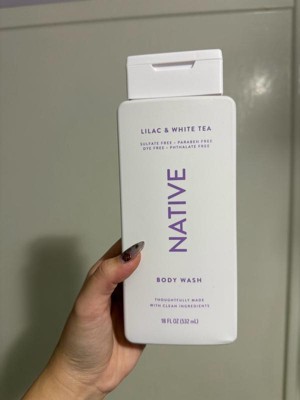 LILAC & WHITE TEA
SULFATE FREE - PARABEN FREE
DYE FREE - PHTHALATE FREE
NATIVE
BODY WASH
THOUGHTFULLY MADE
WITH CLEAN INGREDIENTS
18 FL OZ (532 mL)